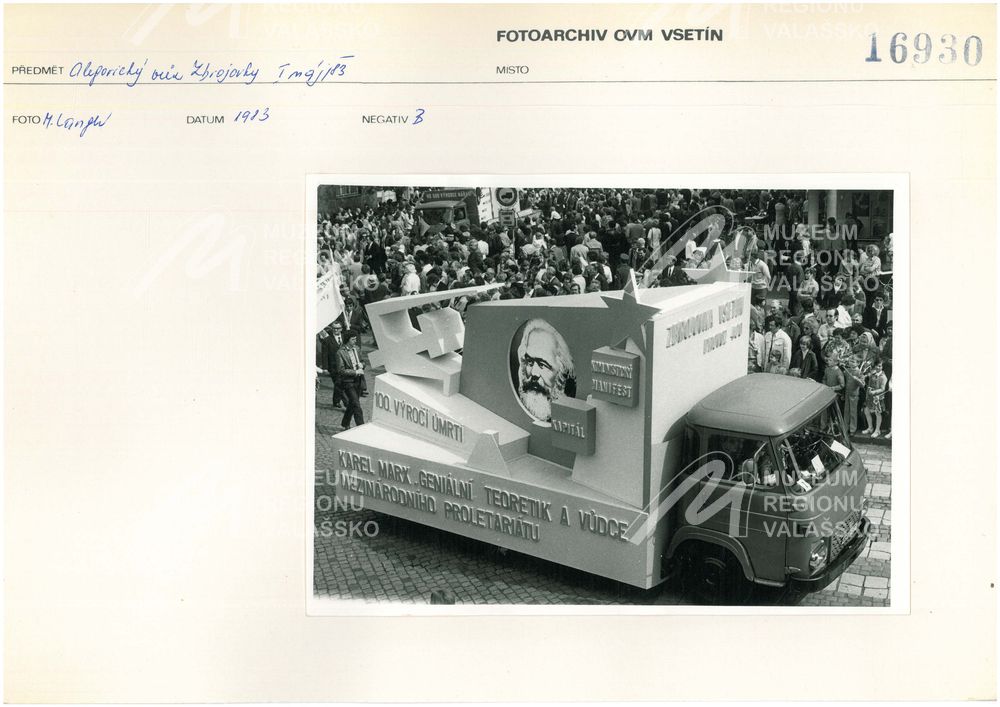 FOTOARCHIV OVM VSETÍN
16930
PŘEDMĚT Alegorický vůz Zbrojovky 1 máj j 83
MÍSTO
FOTO M. Langer
DATUM 1983
NEGATIV B
ZBROJOVKA VSETÍN
KOMUNISTICKÝ
MANIFEST
KAPITÁL
100. VÝROČÍ ÚMRTÍ
KAREL MARX - GENIÁLNÍ TEORETIK A VŮDCE
MEZINÁRODNÍHO PROLETARIÁTU
MUZEUM
REGIONU
VALAŠSKO